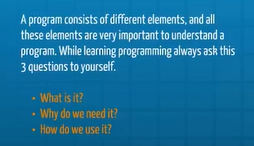 A program consists of different elements, and all
these elements are very important to understand a
program. While learning programming always ask this
3 questions to yourself.
• What is it?
• Why do we need it?
• How do we use it?